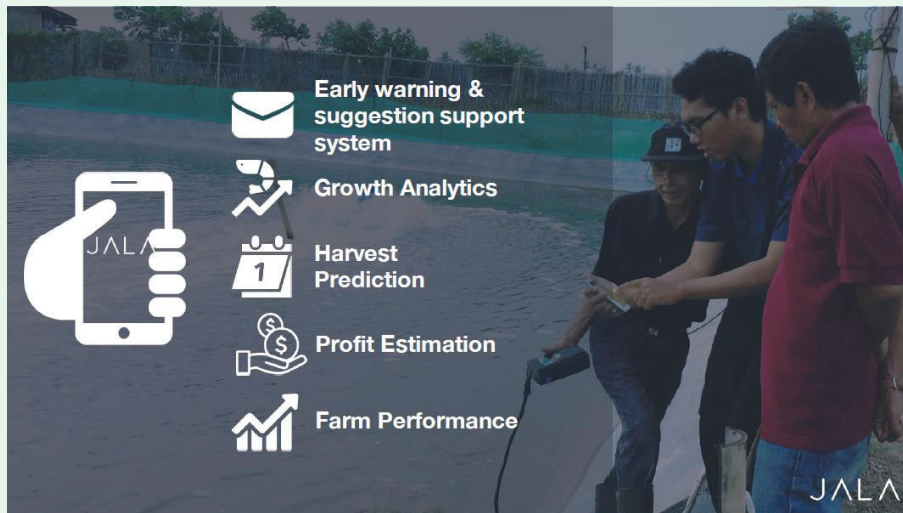 Early warning &
suggestion support
system
JALA
Growth Analytics
Harvest
1
Prediction
Profit Estimation
$
$
Farm Performance
JALA